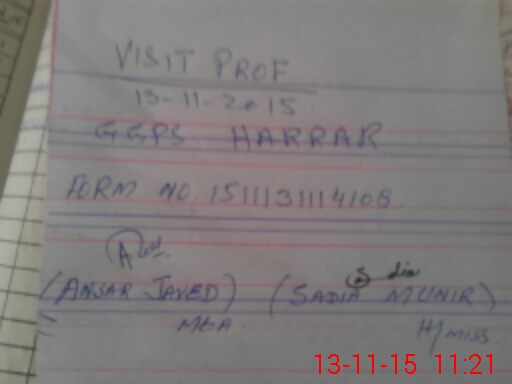 VISIT PROF
13-11-2015
GGPS HARRAR
FORM NO. 1511131114108
(ANSAR JAVED) (SADIA MUNIR)
MEA H/miss.
13-11-15 11:21